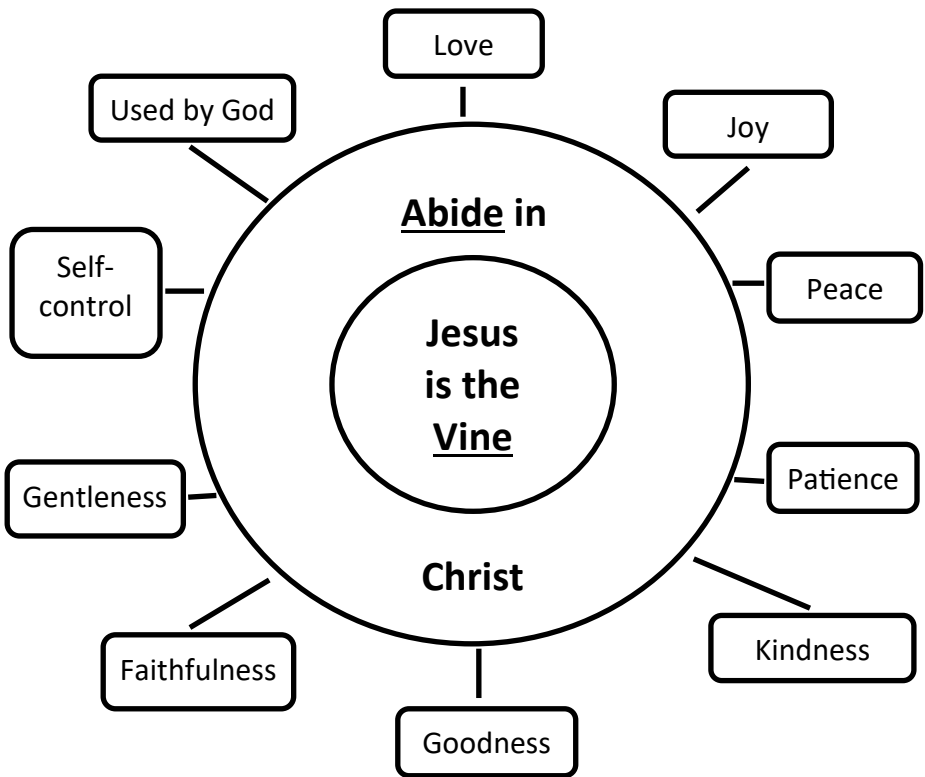 Love
Used by God
Joy
Abide in
Self-
control
Peace
Jesus
is the
Vine
Gentleness
Patience
Christ
Faithfulness
Kindness
Goodness